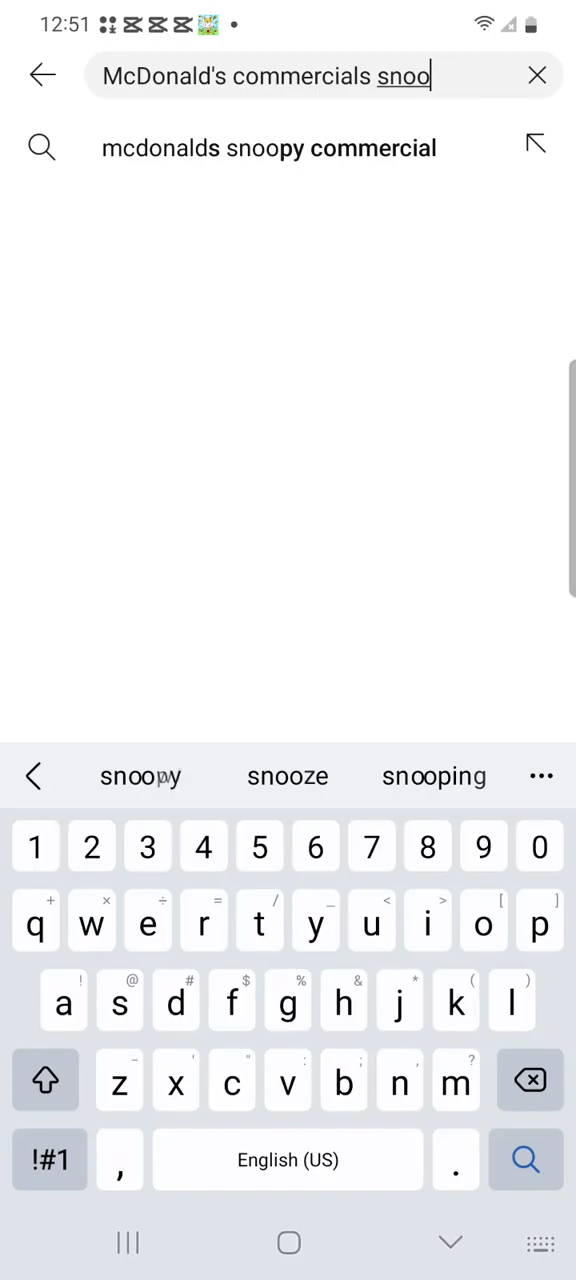 12:51
McDonald's commercials snoo
mcdonalds snoopy commercial
snoopy snooze snooping
1 2 3 4 5 6 7 8 9 0
+ × ÷ = / _ < > [ ]
q w e r t y u i o p
! @ # $ % & * ( )
a s d f g h j k l
- ' " : ; , ?
z x c v b n m
!#1 , English (US) .